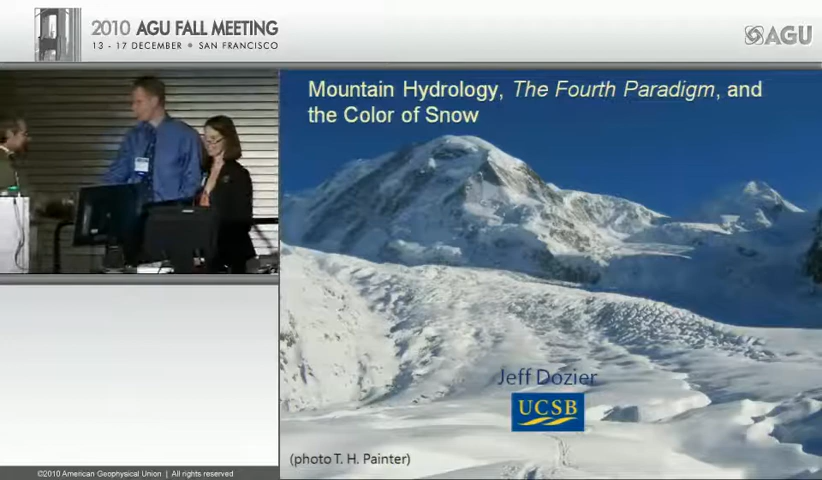 2010 AGU FALL MEETING
13 - 17 DECEMBER • SAN FRANCISCO
AGU
Mountain Hydrology, The Fourth Paradigm, and
the Color of Snow
Jeff Dozier
UCSB
(photo T. H. Painter)
©2010 American Geophysical Union. | All rights reserved